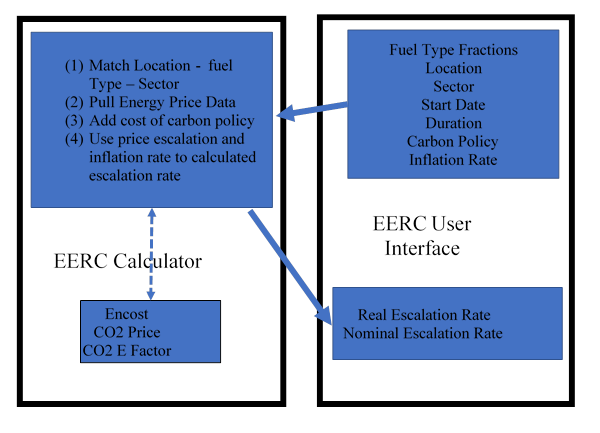 (1) Match Location - fuel
Type – Sector
(2) Pull Energy Price Data
(3) Add cost of carbon policy
(4) Use price escalation and
inflation rate to calculated
escalation rate
EERC Calculator
Encost
CO2 Price
CO2 E Factor
Fuel Type Fractions
Location
Sector
Start Date
Duration
Carbon Policy
Inflation Rate
EERC User
Interface
Real Escalation Rate
Nominal Escalation Rate